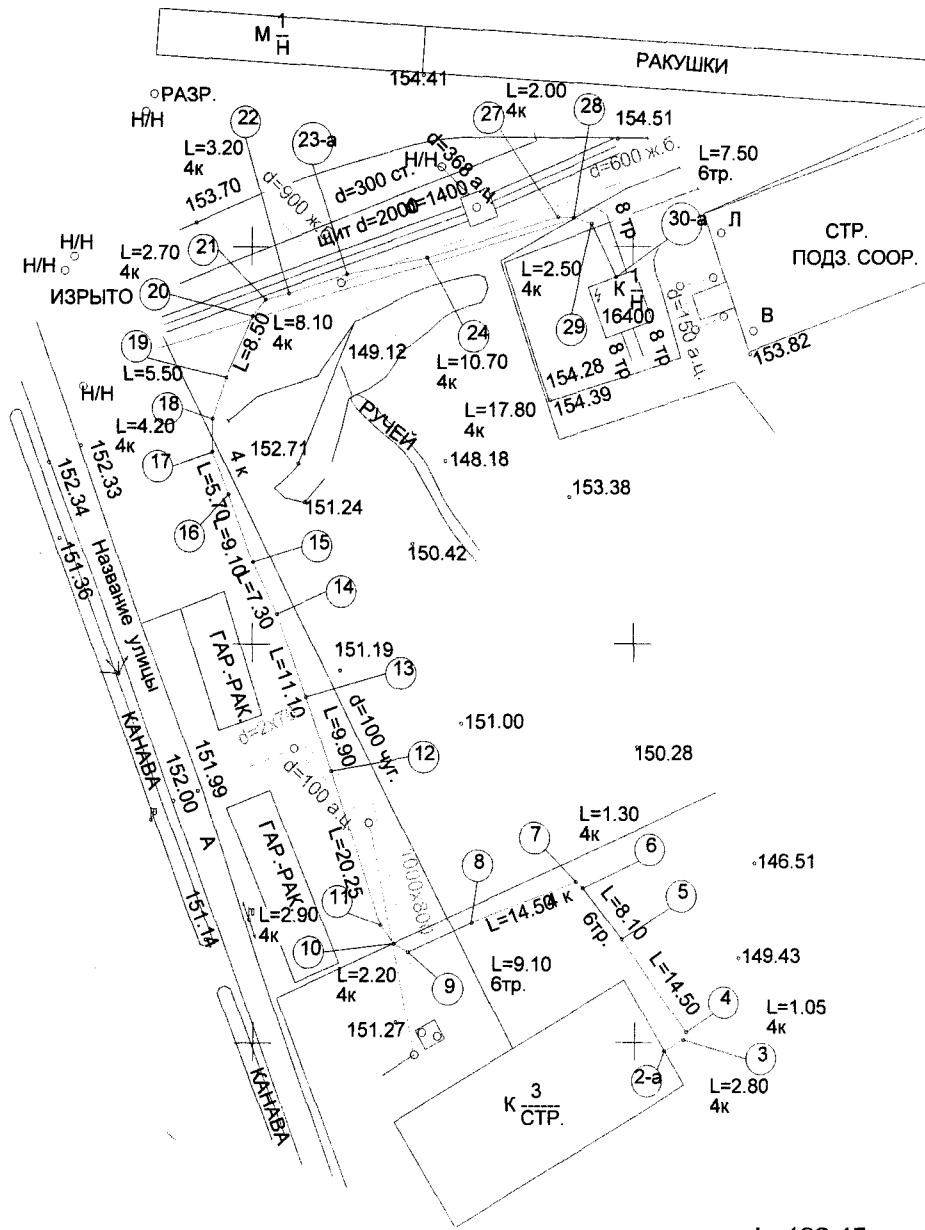 М 1
Н
РАКУШКИ
154.41
РАЗР.
Н/Н
22
23-а
27
L=2.00
4к
28
154.51
L=3.20
4к
Н/Н
d=368 а.ц.
d=600 ж.б.
L=7.50
6тр.
153.70
d=900 ж.б.
d=300 ст.
d=1400
щит d=2000
8 тр
30-а
Л
СТР.
ПОДЗ. СООР.
Н/Н
Н/Н
L=2.70
4к
21
ИЗРЫТО
20
L=2.50
4к
К 1
Н
16400
29
d=150 а.ц.
В
153.82
19
L=8.50
L=8.10
4к
24
8 тр
8 тр
149.12
L=10.70
4к
154.28
154.39
L=5.50
Н/Н
18
L=4.20
4к
17
РУЧЕЙ
L=17.80
4к
148.18
152.33
152.34
4 к
152.71
L=5.70
151.24
153.38
16
L=9.10
15
150.42
151.36
Название улицы
L=7.30
14
ГАР.-РАК.
151.19
L=11.10
13
КАНАВА
d=100 чуг.
151.00
L=9.90
12
150.28
152.00
151.99
d=100 а.ц.
А
ГАР.-РАК.
L=20.25
L=1.30
4к
7
6
8
146.51
5
151.14
L=2.90
4к
11
10
L=14.50
4 к
6тр.
L=8.10
L=2.20
4к
9
L=9.10
6тр.
149.43
L=14.50
4
L=1.05
4к
151.27
3
2-а
L=2.80
4к
КАНАВА
К 3
СТР.